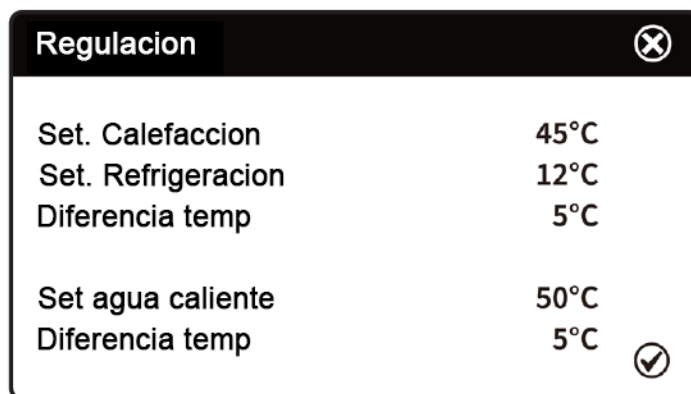 Regulacion
Set. Calefaccion 45°C
Set. Refrigeracion 12°C
Diferencia temp 5°C
Set agua caliente 50°C
Diferencia temp 5°C